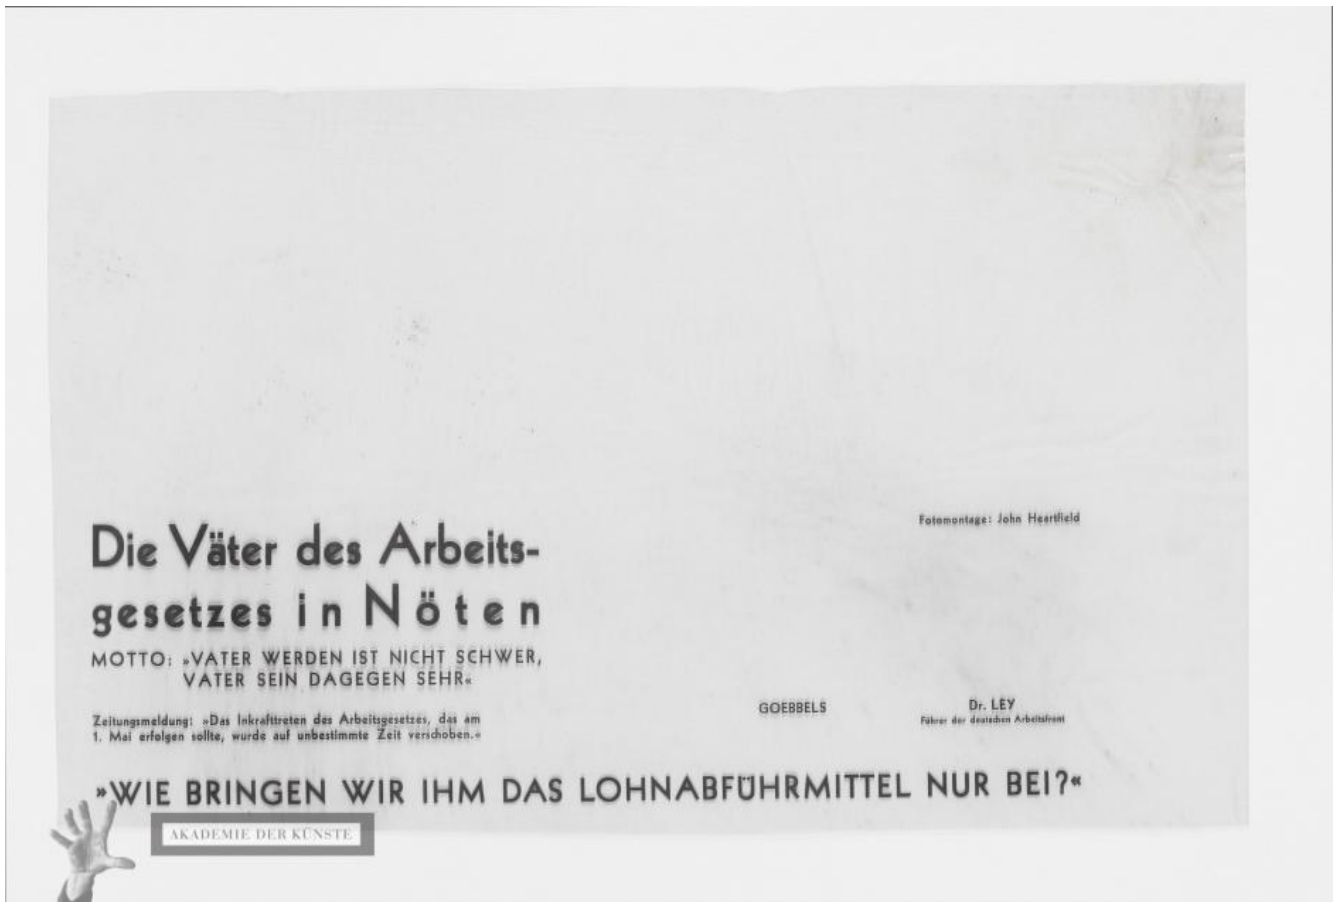 Fotomontage: John Heartfield
Die Väter des Arbeits-
gesetzes in Nöten
MOTTO: »VATER WERDEN IST NICHT SCHWER,
VATER SEIN DAGEGEN SEHR«
Zeitungsmeldung: »Das Inkrafttreten des Arbeitsgesetzes, das am
1. Mai erfolgen sollte, wurde auf unbestimmte Zeit verschoben.«
GOEBBELS
Dr. LEY
Führer der deutschen Arbeitsfront
»WIE BRINGEN WIR IHM DAS LOHNABFÜHRMITTEL NUR BEI?«
AKADEMIE DER KÜNSTE